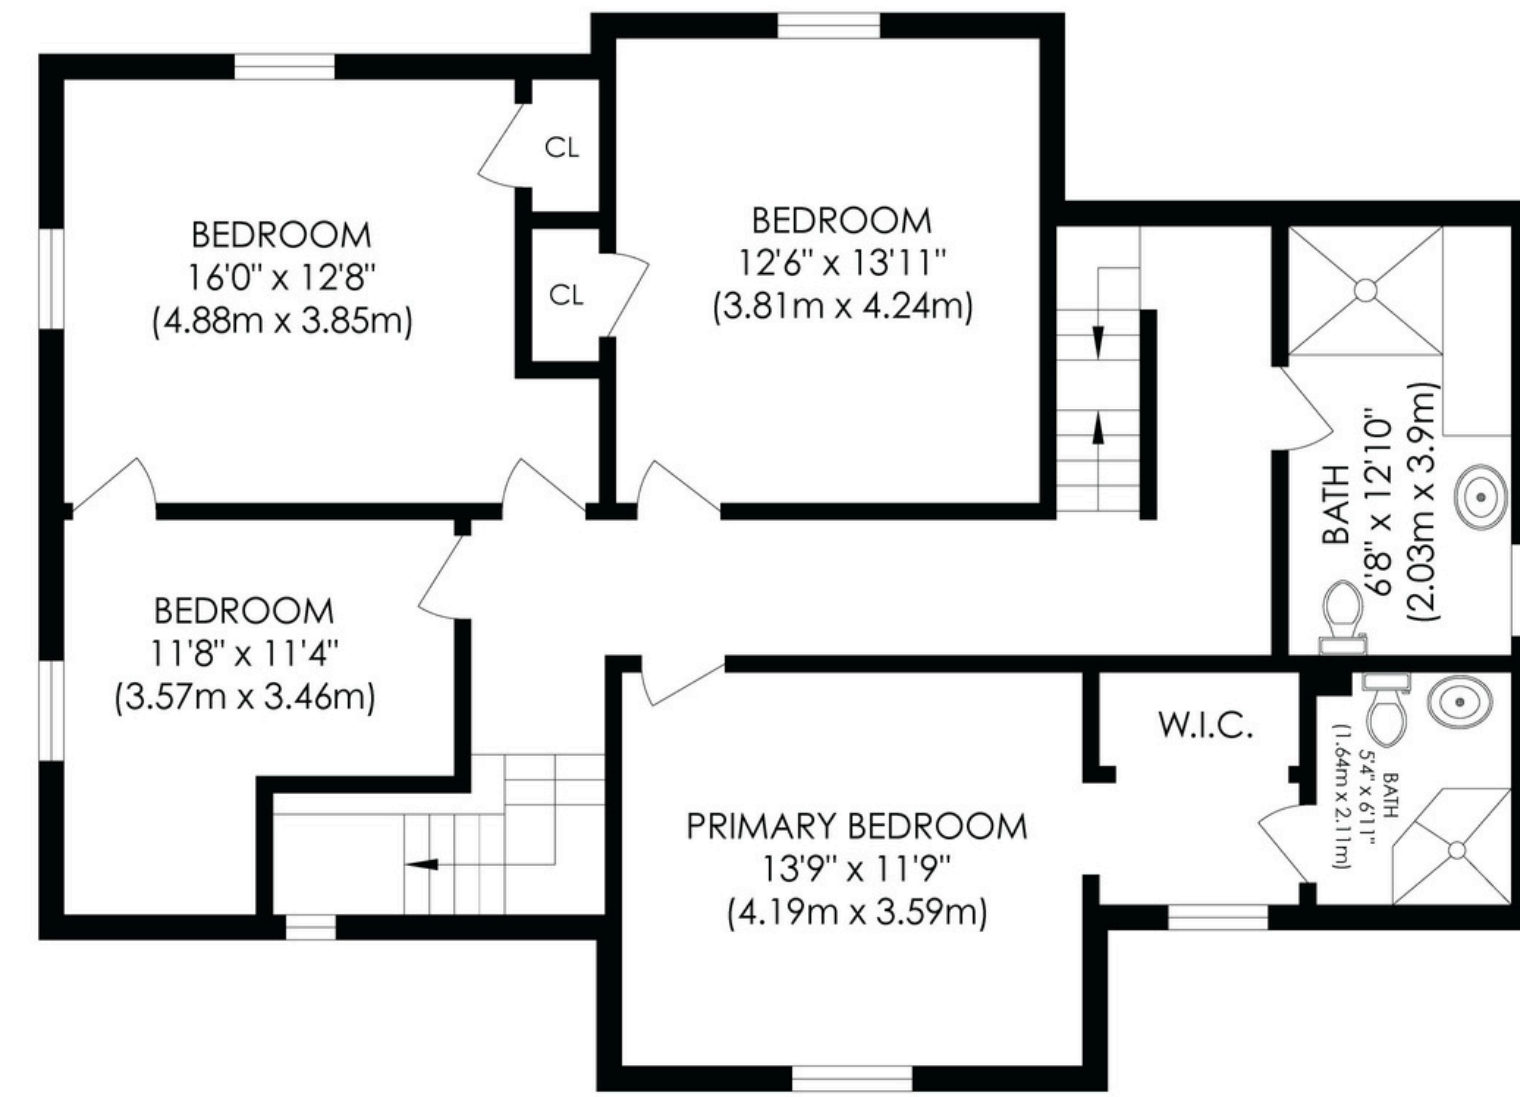 CL
BEDROOM
16'0" x 12'8"
(4.88m x 3.85m)
CL
BEDROOM
12'6" x 13'11"
(3.81m x 4.24m)
BATH
6'8" x 12'10"
(2.03m x 3.9m)
BEDROOM
11'8" x 11'4"
(3.57m x 3.46m)
PRIMARY BEDROOM
13'9" x 11'9"
(4.19m x 3.59m)
W.I.C.
BATH
5'4" x 6'11"
(1.64m x 2.11m)